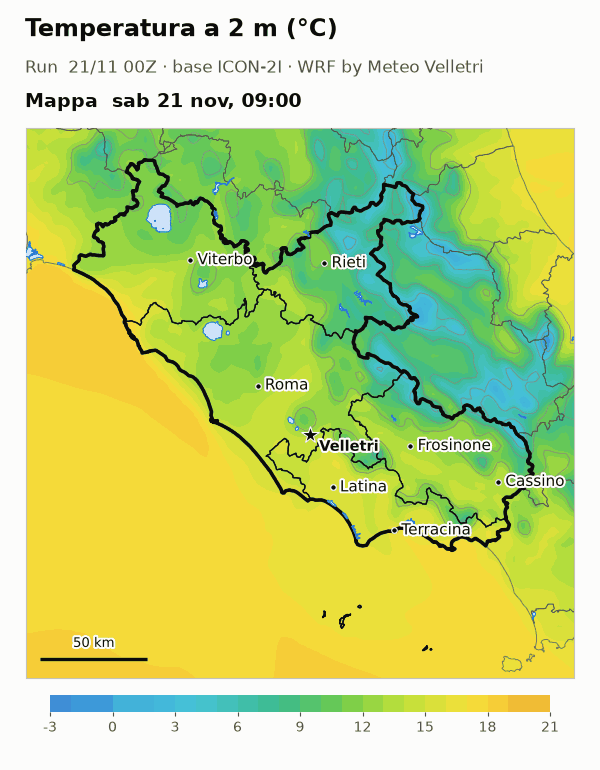 Temperatura a 2 m (°C)
Run 21/11 00Z · base ICON-2I · WRF by Meteo Velletri
Mappa sab 21 nov, 09:00
Viterbo
Rieti
Roma
Velletri
Frosinone
Latina
Cassino
Terracina
50 km
-3 0 3 6 9 12 15 18 21